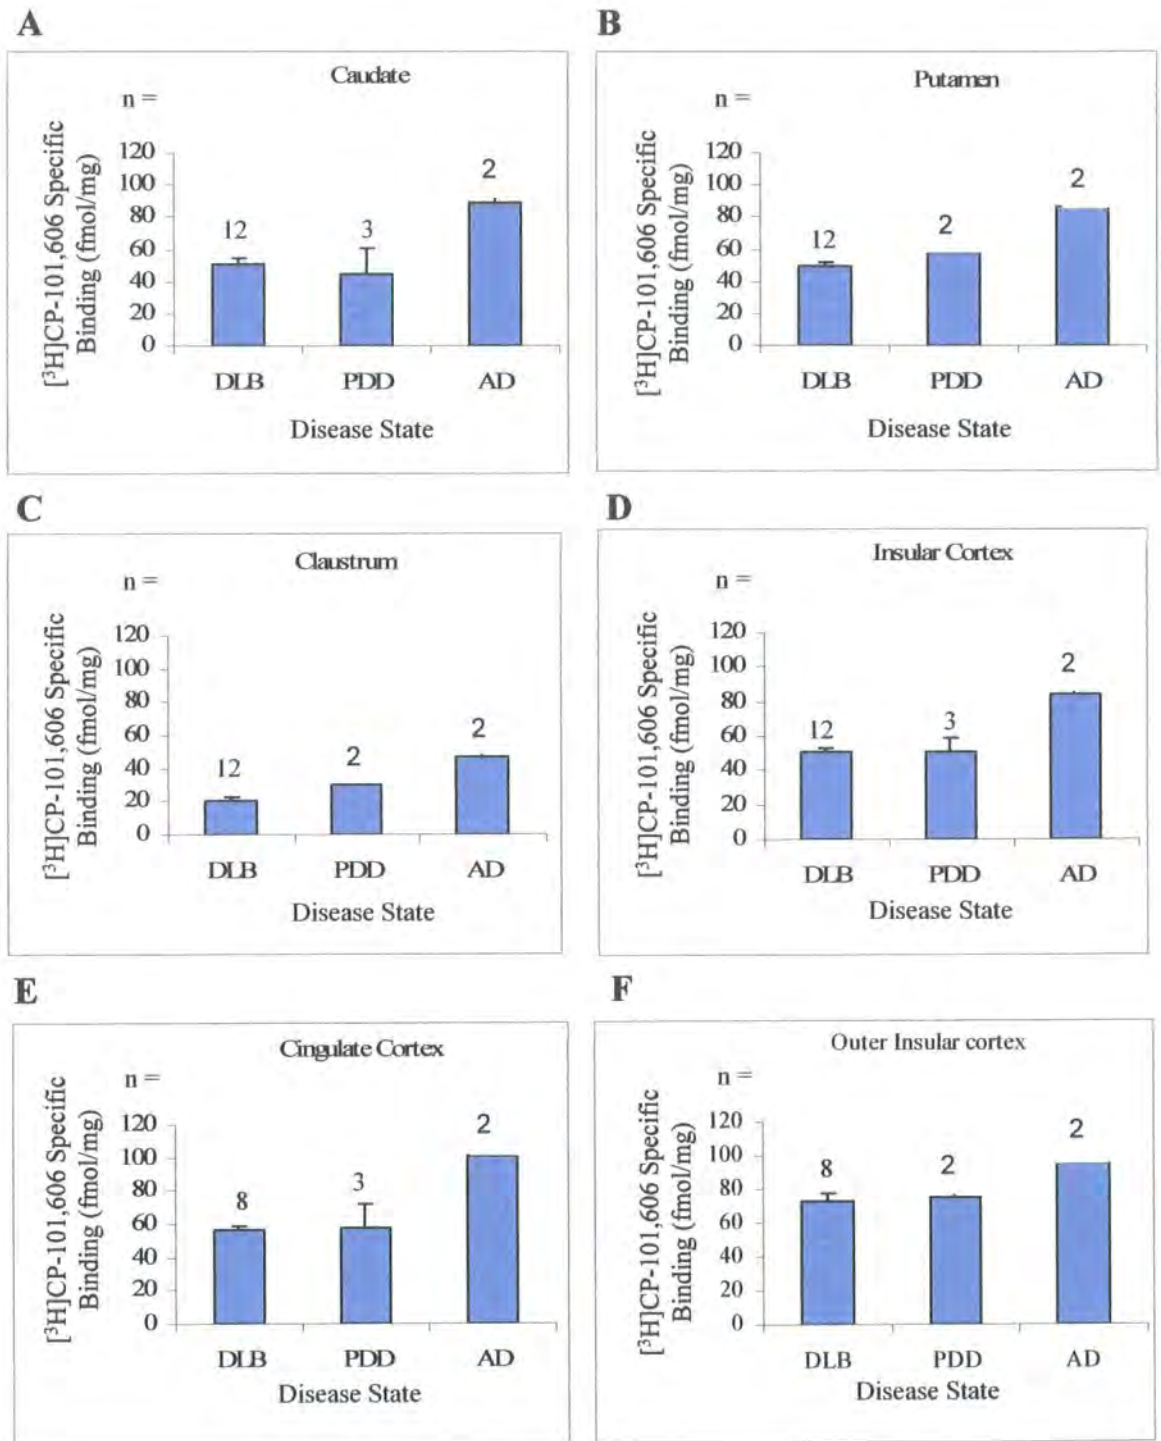 A
Caudate
n =
[³H]CP-101,606 Specific
Binding (fmol/mg)
120
100
80
60
40
20
0
12
3
2
DLB PDD AD
Disease State
B
Putamen
n =
[³H]CP-101,606 Specific
Binding (fmol/mg)
120
100
80
60
40
20
0
12
2
2
DLB PDD AD
Disease State
C
Claustrum
n =
[³H]CP-101,606 Specific
Binding (fmol/mg)
120
100
80
60
40
20
0
12
2
2
DLB PDD AD
Disease State
D
Insular Cortex
n =
[³H]CP-101,606 Specific
Binding (fmol/mg)
120
100
80
60
40
20
0
12
3
2
DLB PDD AD
Disease State
E
Cingulate Cortex
n =
[³H]CP-101,606 Specific
Binding (fmol/mg)
120
100
80
60
40
20
0
8
3
2
DLB PDD AD
Disease State
F
Outer Insular cortex
n =
[³H]CP-101,606 Specific
Binding (fmol/mg)
120
100
80
60
40
20
0
8
2
2
DLB PDD AD
Disease State